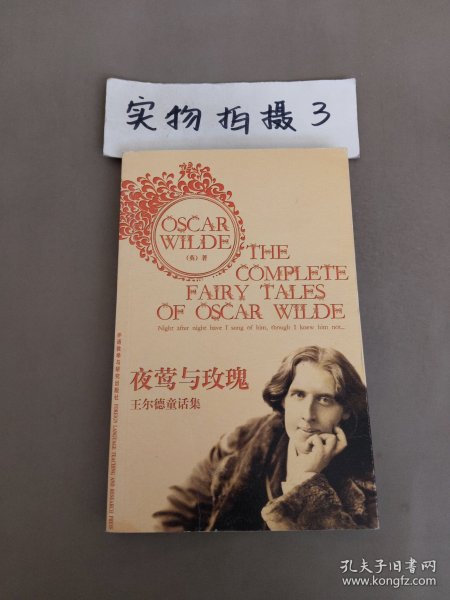 实物拍摄3
OSCAR
WILDE
(英)著
THE
COMPLETE
FAIRY TALES
OF OSCAR WILDE
Night after night have I sung of him, though I knew him not...
夜莺与玫瑰
王尔德童话集
外语教学与研究出版社 FOREIGN LANGUAGE TEACHING AND RESEARCH PRESS
孔夫子旧书网
www.kongfz.com